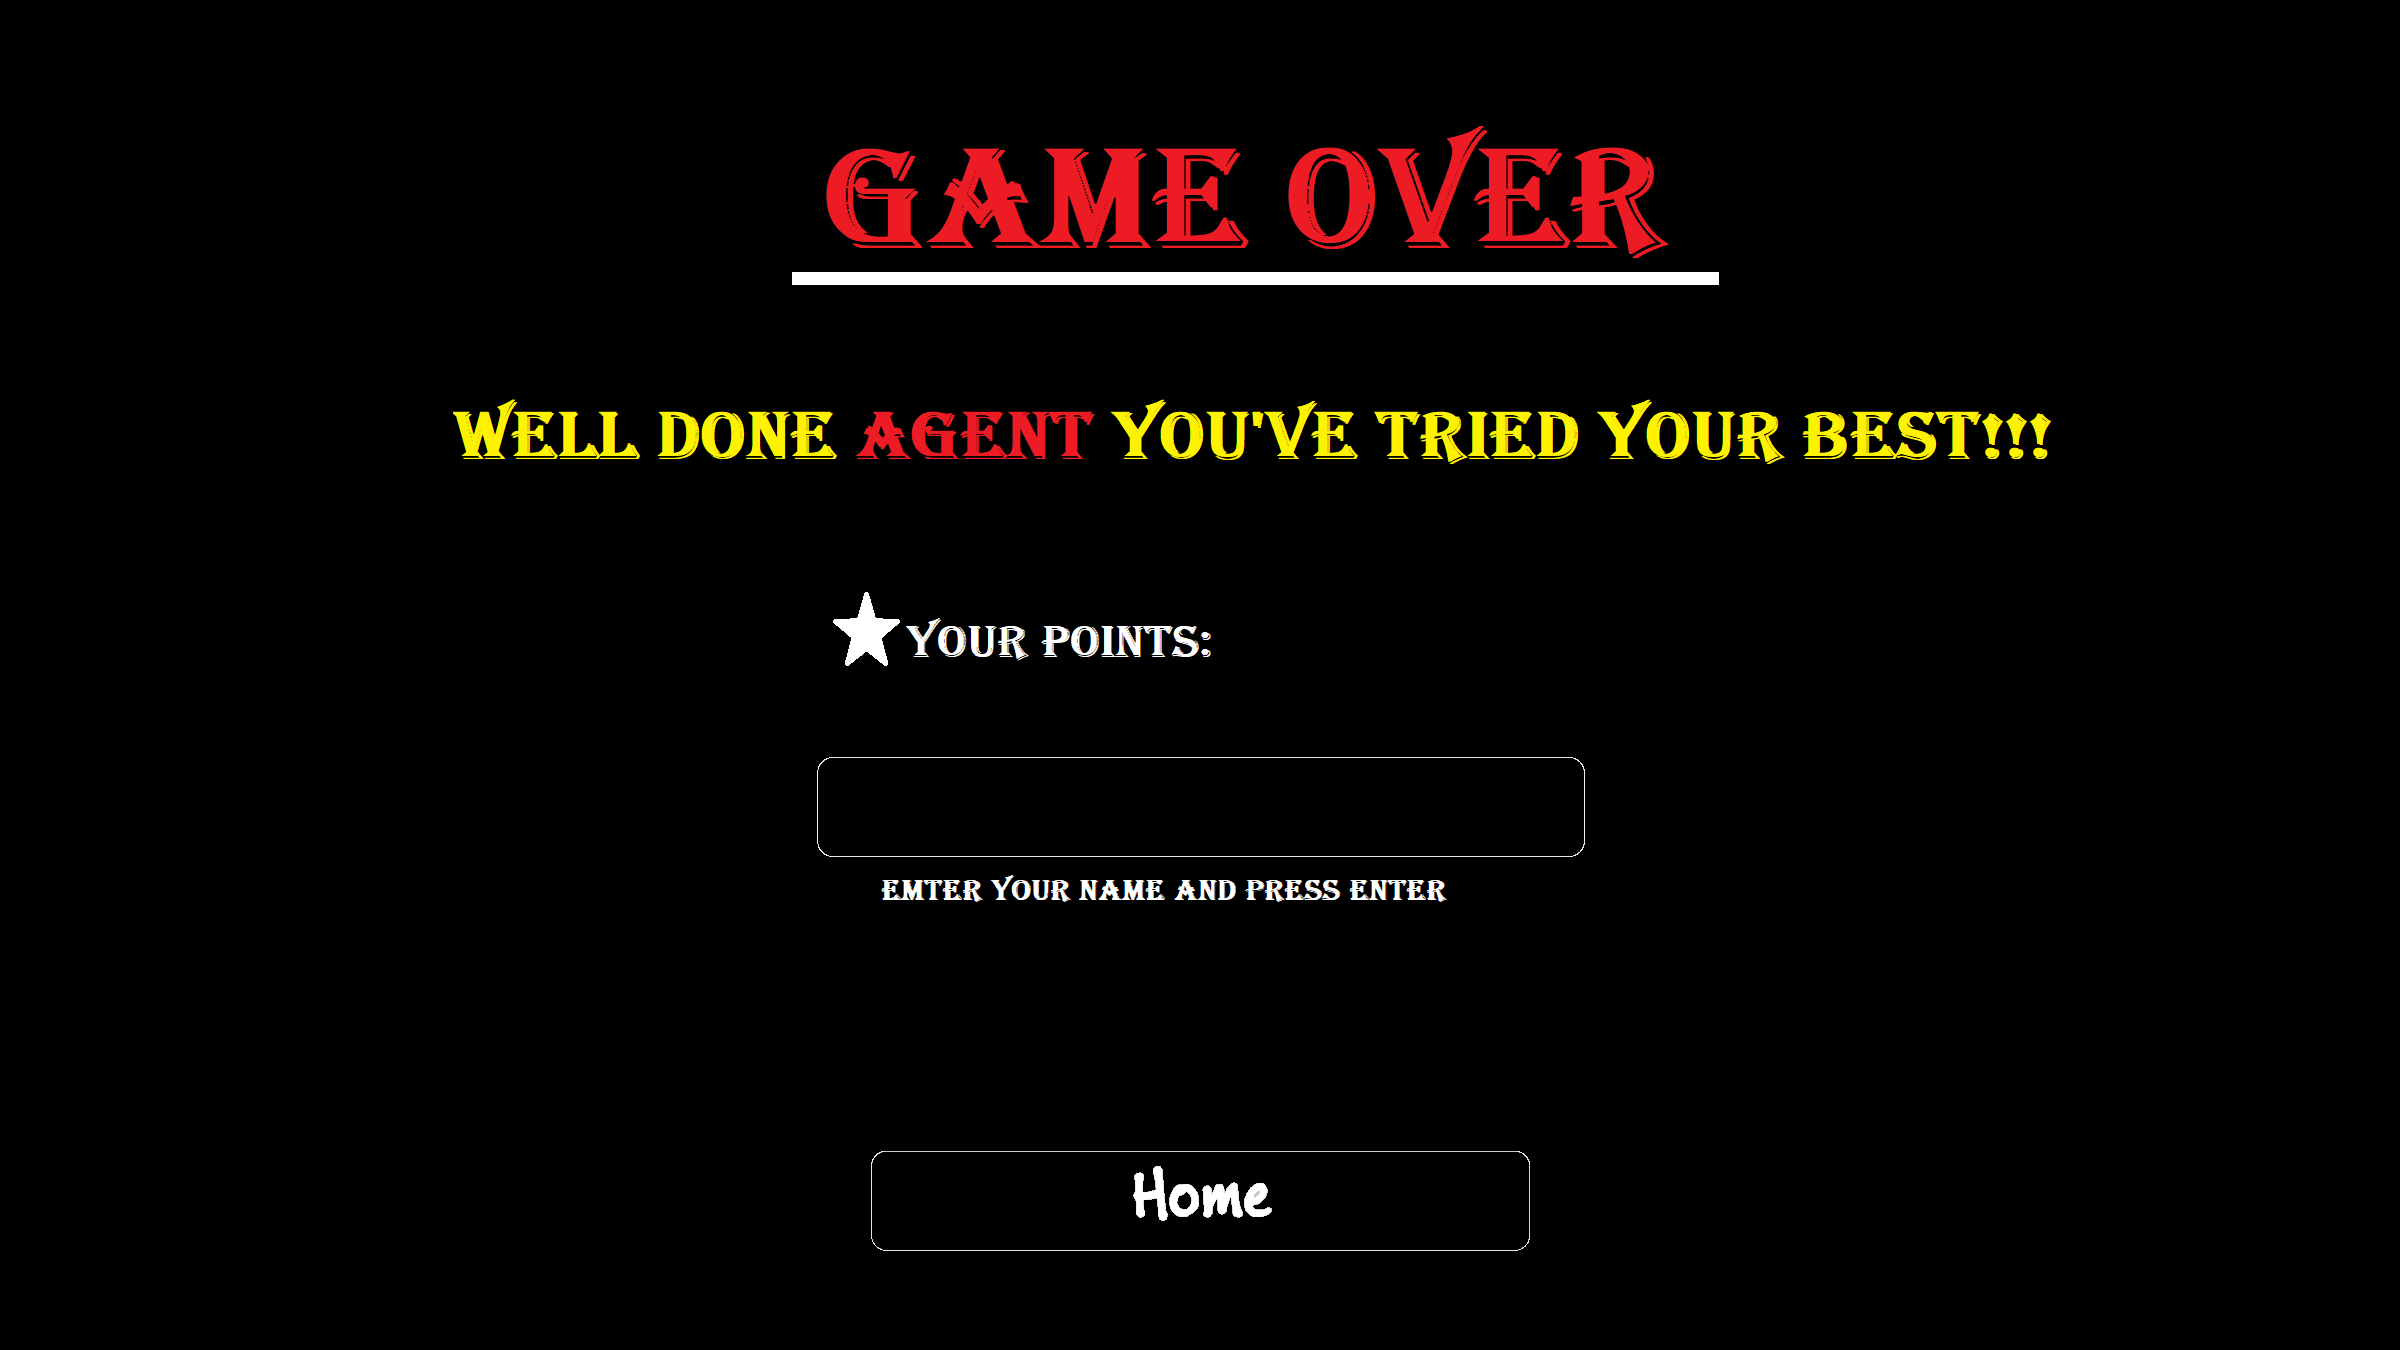 GAME OVER
WELL DONE AGENT YOU'VE TRIED YOUR BEST!!!
YOUR POINTS:
EMTER YOUR NAME AND PRESS ENTER
Home